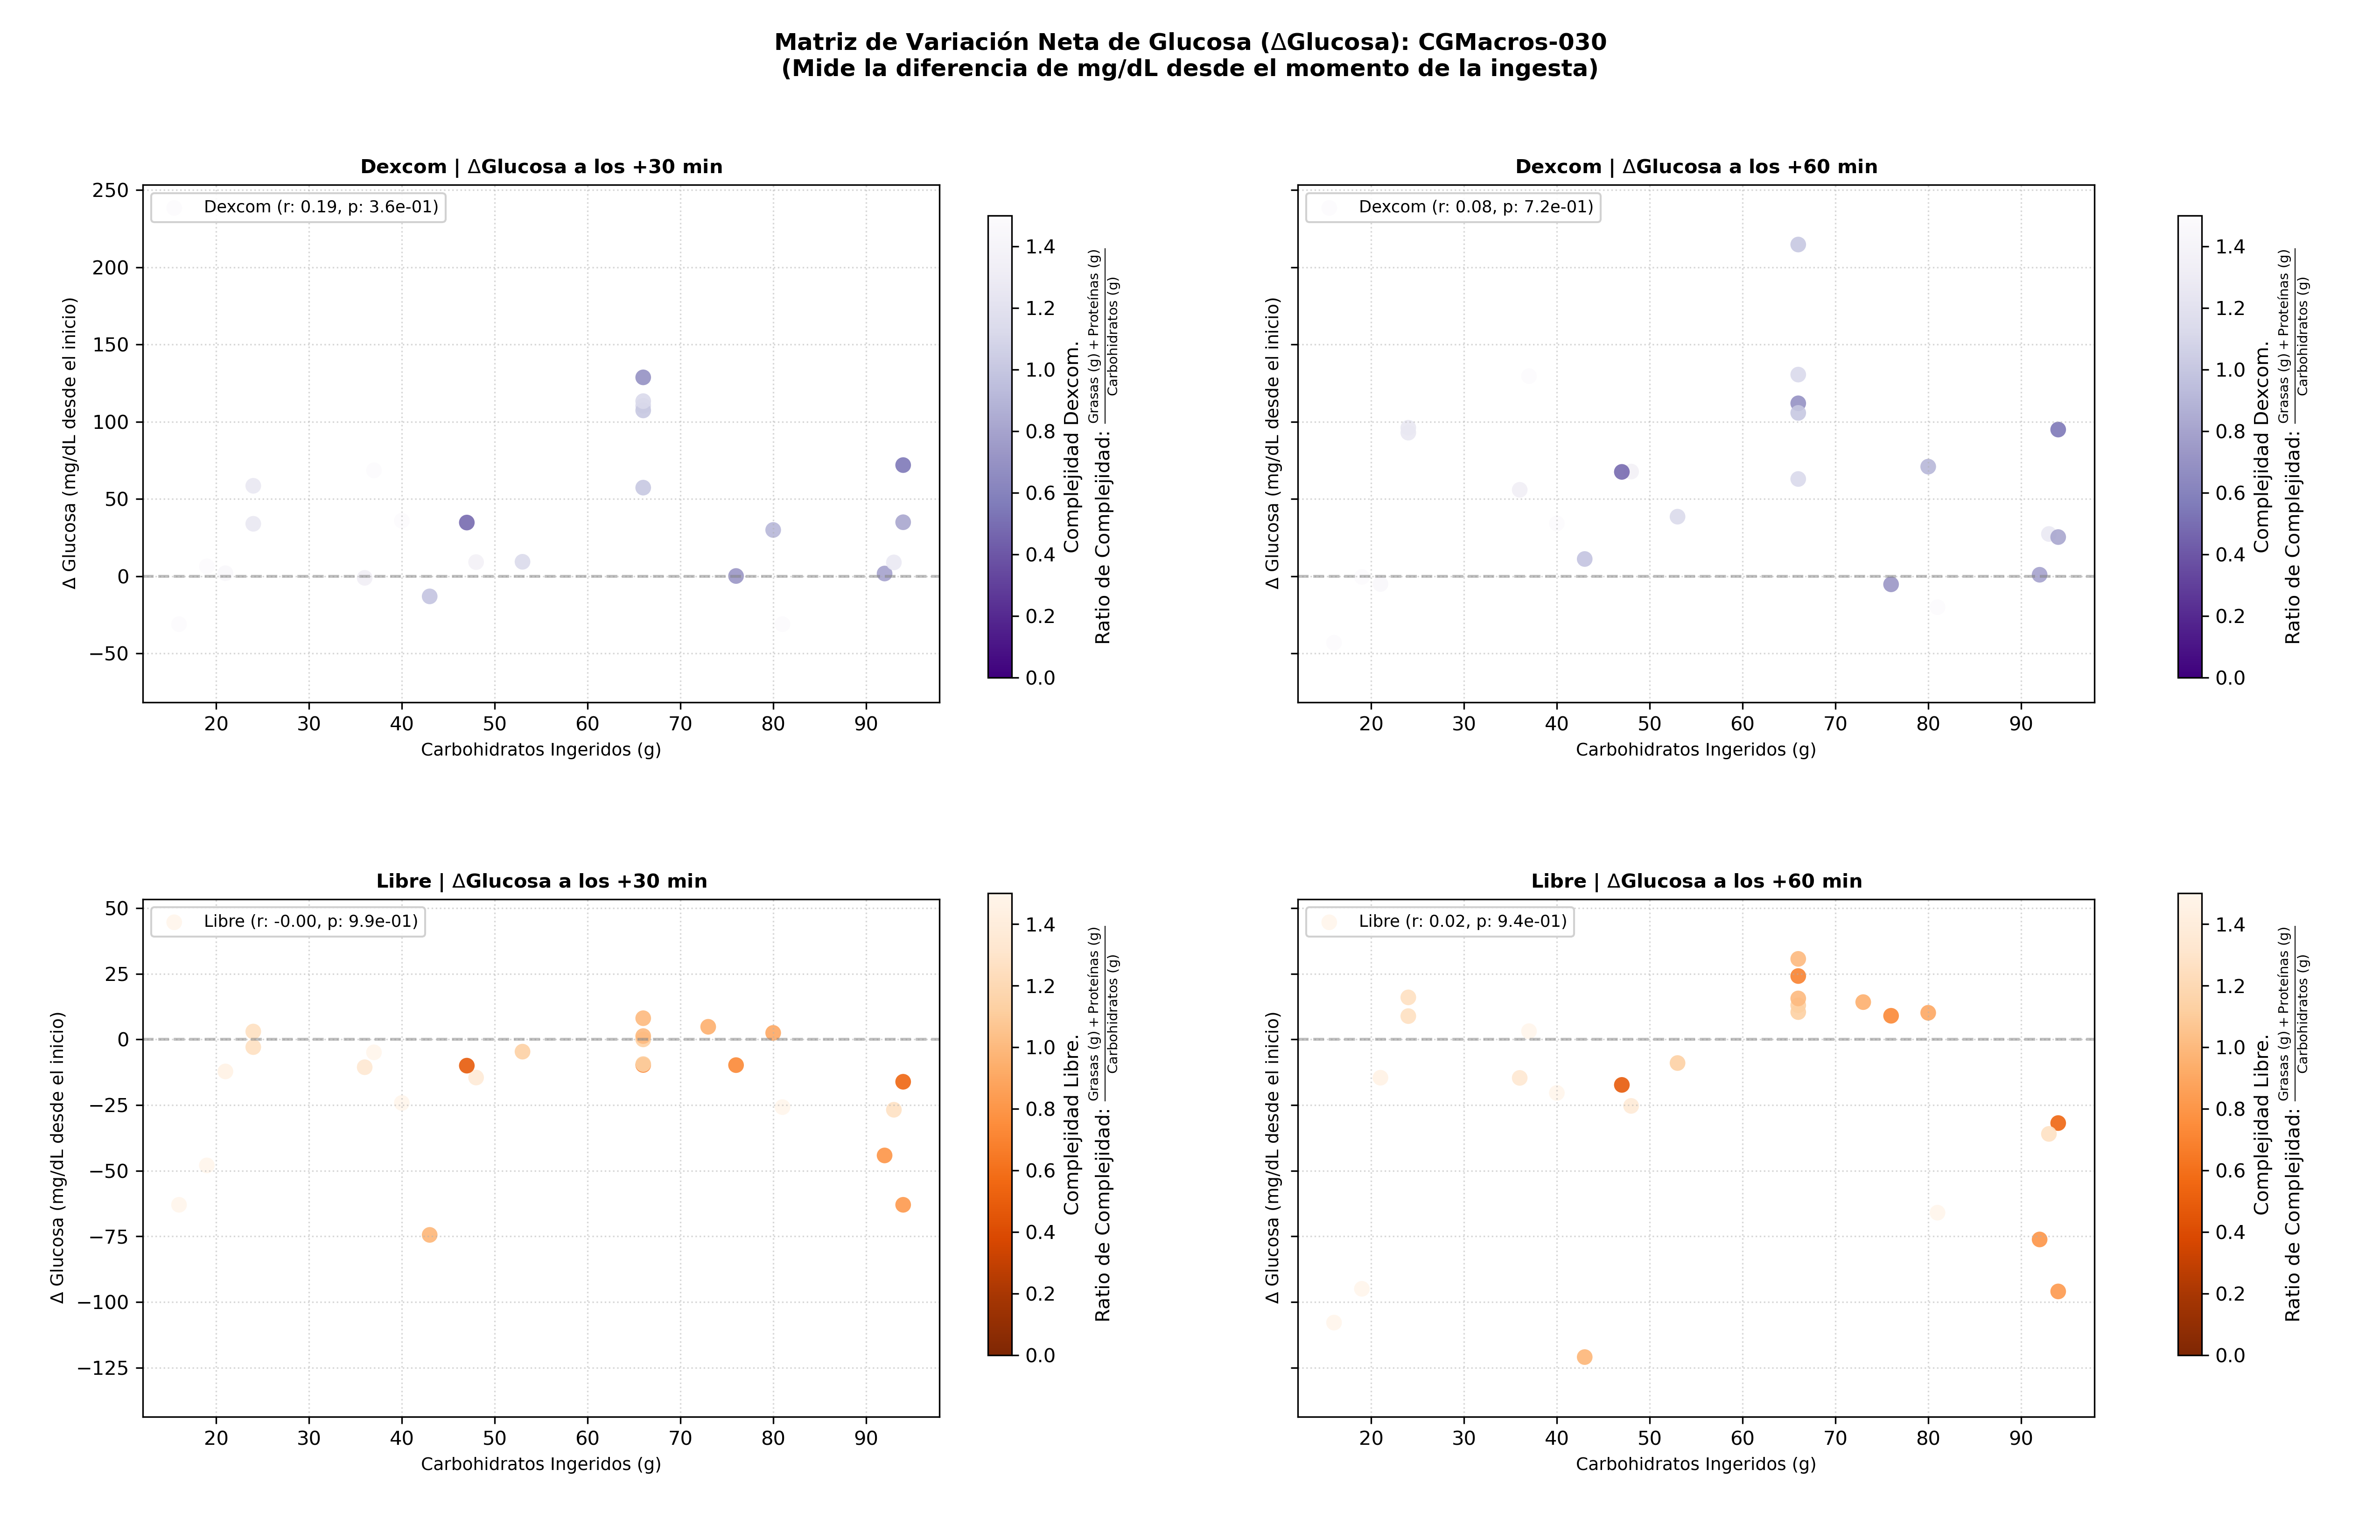 Matriz de Variación Neta de Glucosa (ΔGlucosa): CGMacros-030
(Mide la diferencia de mg/dL desde el momento de la ingesta)
Dexcom | ΔGlucosa a los +30 min
Dexcom (r: 0.19, p: 3.6e-01)
Δ Glucosa (mg/dL desde el inicio)
250
200
150
100
50
0
−50
20 30 40 50 60 70 80 90
Carbohidratos Ingeridos (g)
1.4
1.2
1.0
0.8
0.6
0.4
0.2
0.0
Complejidad Dexcom.
Ratio de Complejidad: Grasas (g) + Proteínas (g)
Carbohidratos (g)
Dexcom | ΔGlucosa a los +60 min
Dexcom (r: 0.08, p: 7.2e-01)
Δ Glucosa (mg/dL desde el inicio)
20 30 40 50 60 70 80 90
Carbohidratos Ingeridos (g)
1.4
1.2
1.0
0.8
0.6
0.4
0.2
0.0
Complejidad Dexcom.
Ratio de Complejidad: Grasas (g) + Proteínas (g)
Carbohidratos (g)
Libre | ΔGlucosa a los +30 min
Libre (r: -0.00, p: 9.9e-01)
Δ Glucosa (mg/dL desde el inicio)
50
25
0
−25
−50
−75
−100
−125
20 30 40 50 60 70 80 90
Carbohidratos Ingeridos (g)
1.4
1.2
1.0
0.8
0.6
0.4
0.2
0.0
Complejidad Libre.
Ratio de Complejidad: Grasas (g) + Proteínas (g)
Carbohidratos (g)
Libre | ΔGlucosa a los +60 min
Libre (r: 0.02, p: 9.4e-01)
Δ Glucosa (mg/dL desde el inicio)
20 30 40 50 60 70 80 90
Carbohidratos Ingeridos (g)
1.4
1.2
1.0
0.8
0.6
0.4
0.2
0.0
Complejidad Libre.
Ratio de Complejidad: Grasas (g) + Proteínas (g)
Carbohidratos (g)